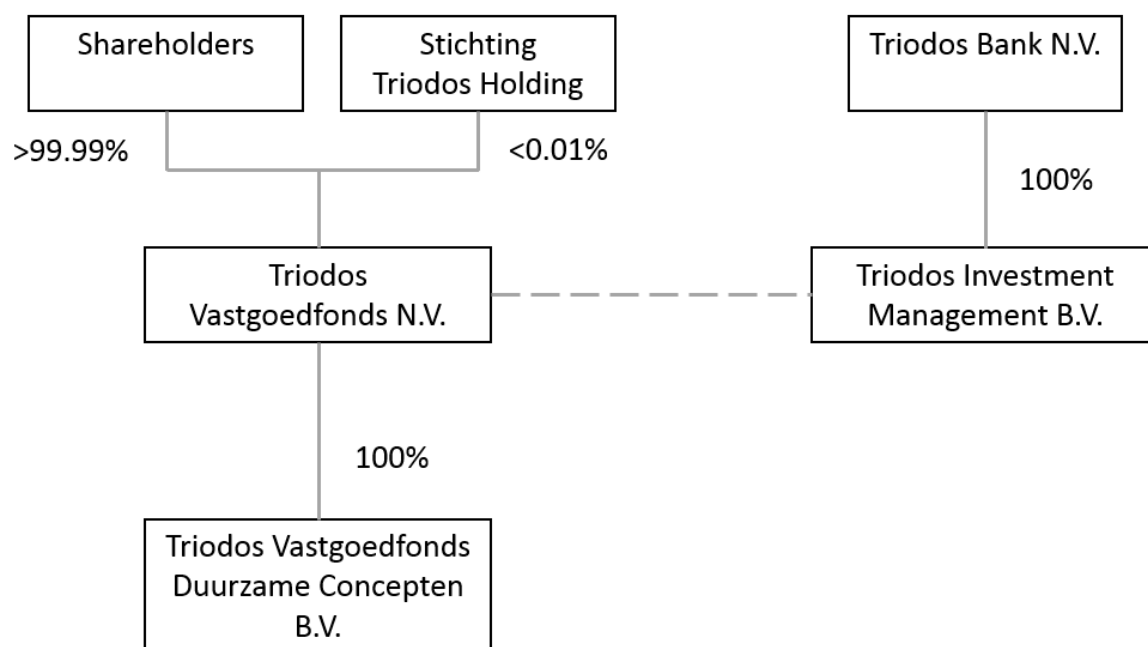 Shareholders
Stichting
Triodos Holding
Triodos Bank N.V.
>99.99%
<0.01%
100%
Triodos
Vastgoedfonds N.V.
Triodos Investment
Management B.V.
100%
Triodos Vastgoedfonds
Duurzame Concepten
B.V.